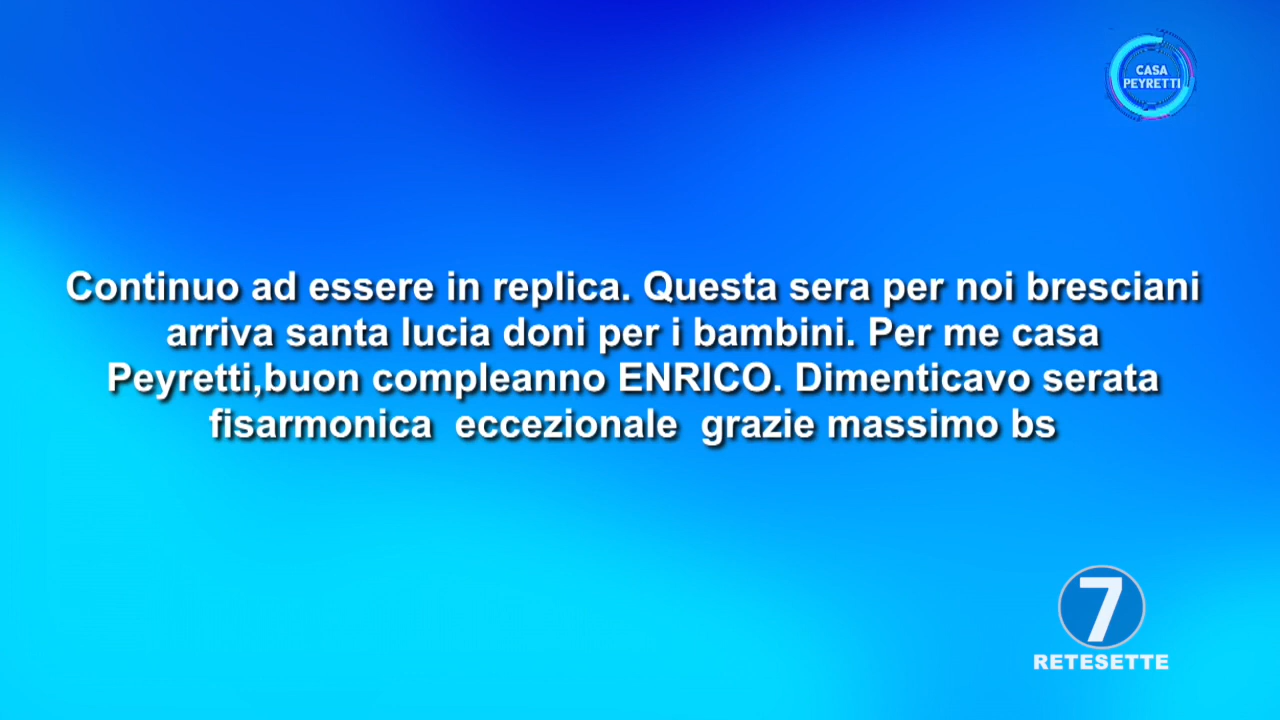 CASA
PEYRETTI
Continuo ad essere in replica. Questa sera per noi bresciani
arriva santa lucia doni per i bambini. Per me casa
Peyretti,buon compleanno ENRICO. Dimenticavo serata
fisarmonica  eccezionale  grazie massimo bs
7
RETESETTE